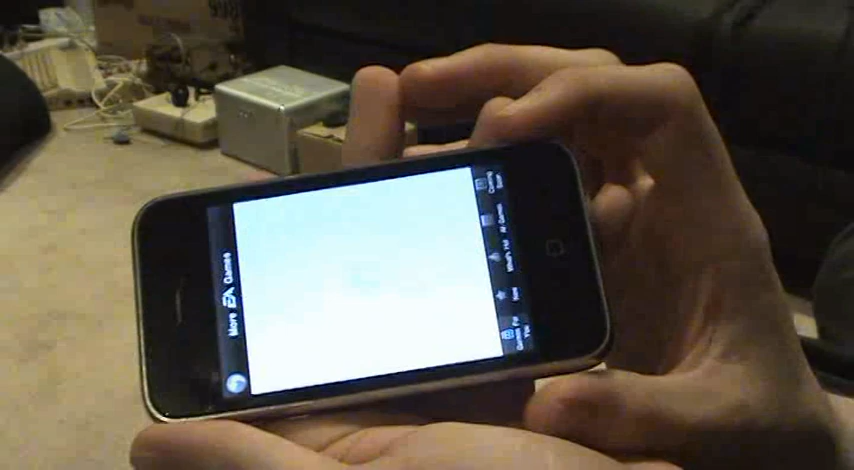 More EA Games
Games For You
New
What's Hot
All Games
Coming Soon